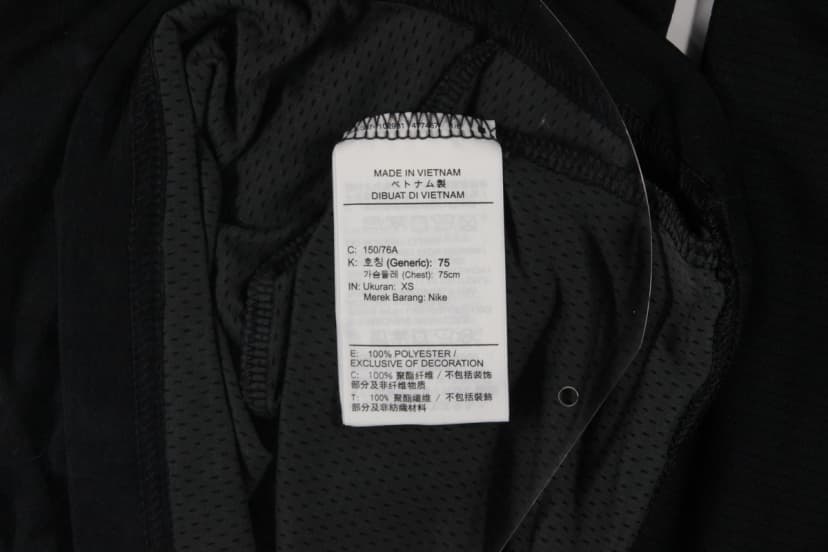 MADE IN VIETNAM
ベトナム製
DIBUAT DI VIETNAM
C: 150/76A
K: 호칭 (Generic): 75
가슴둘레 (Chest): 75cm
IN: Ukuran: XS
Merek Barang: Nike
E: 100% POLYESTER /
EXCLUSIVE OF DECORATION
C: 100% 聚酯纤维 / 不包括装饰
部分及非纤维物质
T: 100% 聚酯纖維 / 不包括裝飾
部分及非紡織材料